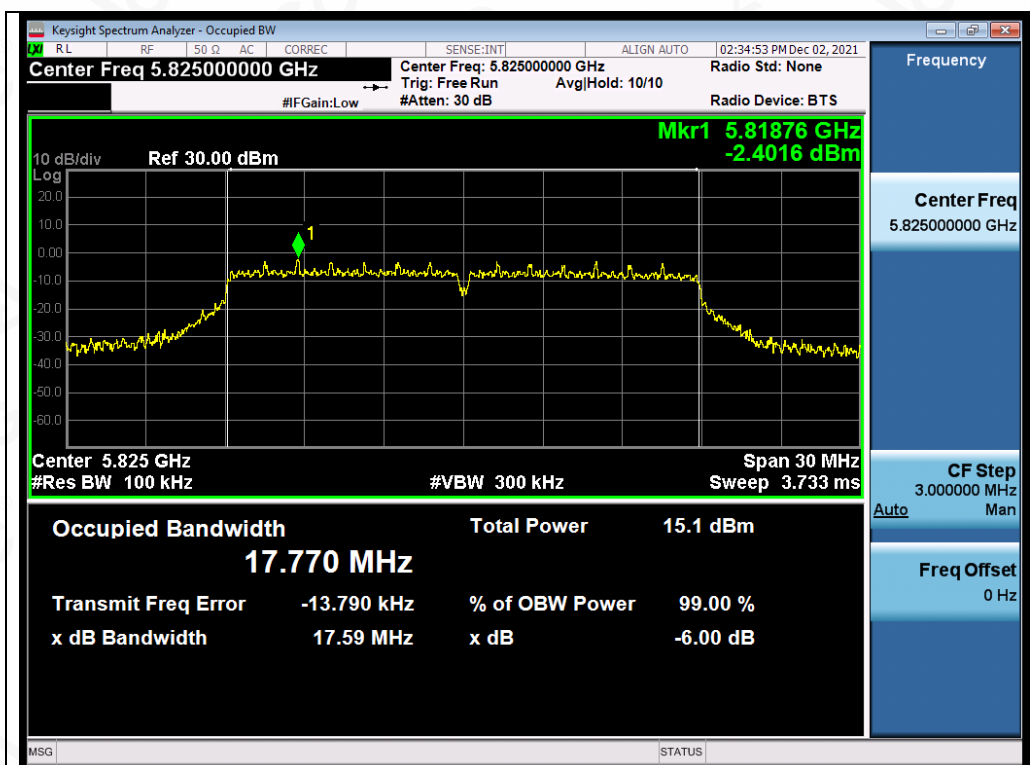 Keysight Spectrum Analyzer - Occupied BW
LXI RL RF 50 Ω AC CORREC SENSE:INT ALIGN AUTO 02:34:53 PM Dec 02, 2021
Center Freq 5.825000000 GHz
Center Freq: 5.825000000 GHz
Radio Std: None
Trig: Free Run Avg|Hold: 10/10
#IFGain:Low
#Atten: 30 dB
Radio Device: BTS
Frequency
Mkr1 5.81876 GHz
-2.4016 dBm
10 dB/div Ref 30.00 dBm
Log
20.0
10.0
0.00
-10.0
-20.0
-30.0
-40.0
-50.0
-60.0
1
Center 5.825 GHz
Span 30 MHz
#Res BW 100 kHz
#VBW 300 kHz
Sweep 3.733 ms
Center Freq
5.825000000 GHz
CF Step
3.000000 MHz
Auto Man
Freq Offset
0 Hz
Occupied Bandwidth
17.770 MHz
Total Power 15.1 dBm
Transmit Freq Error -13.790 kHz
% of OBW Power 99.00 %
x dB Bandwidth 17.59 MHz
x dB -6.00 dB
MSG
STATUS